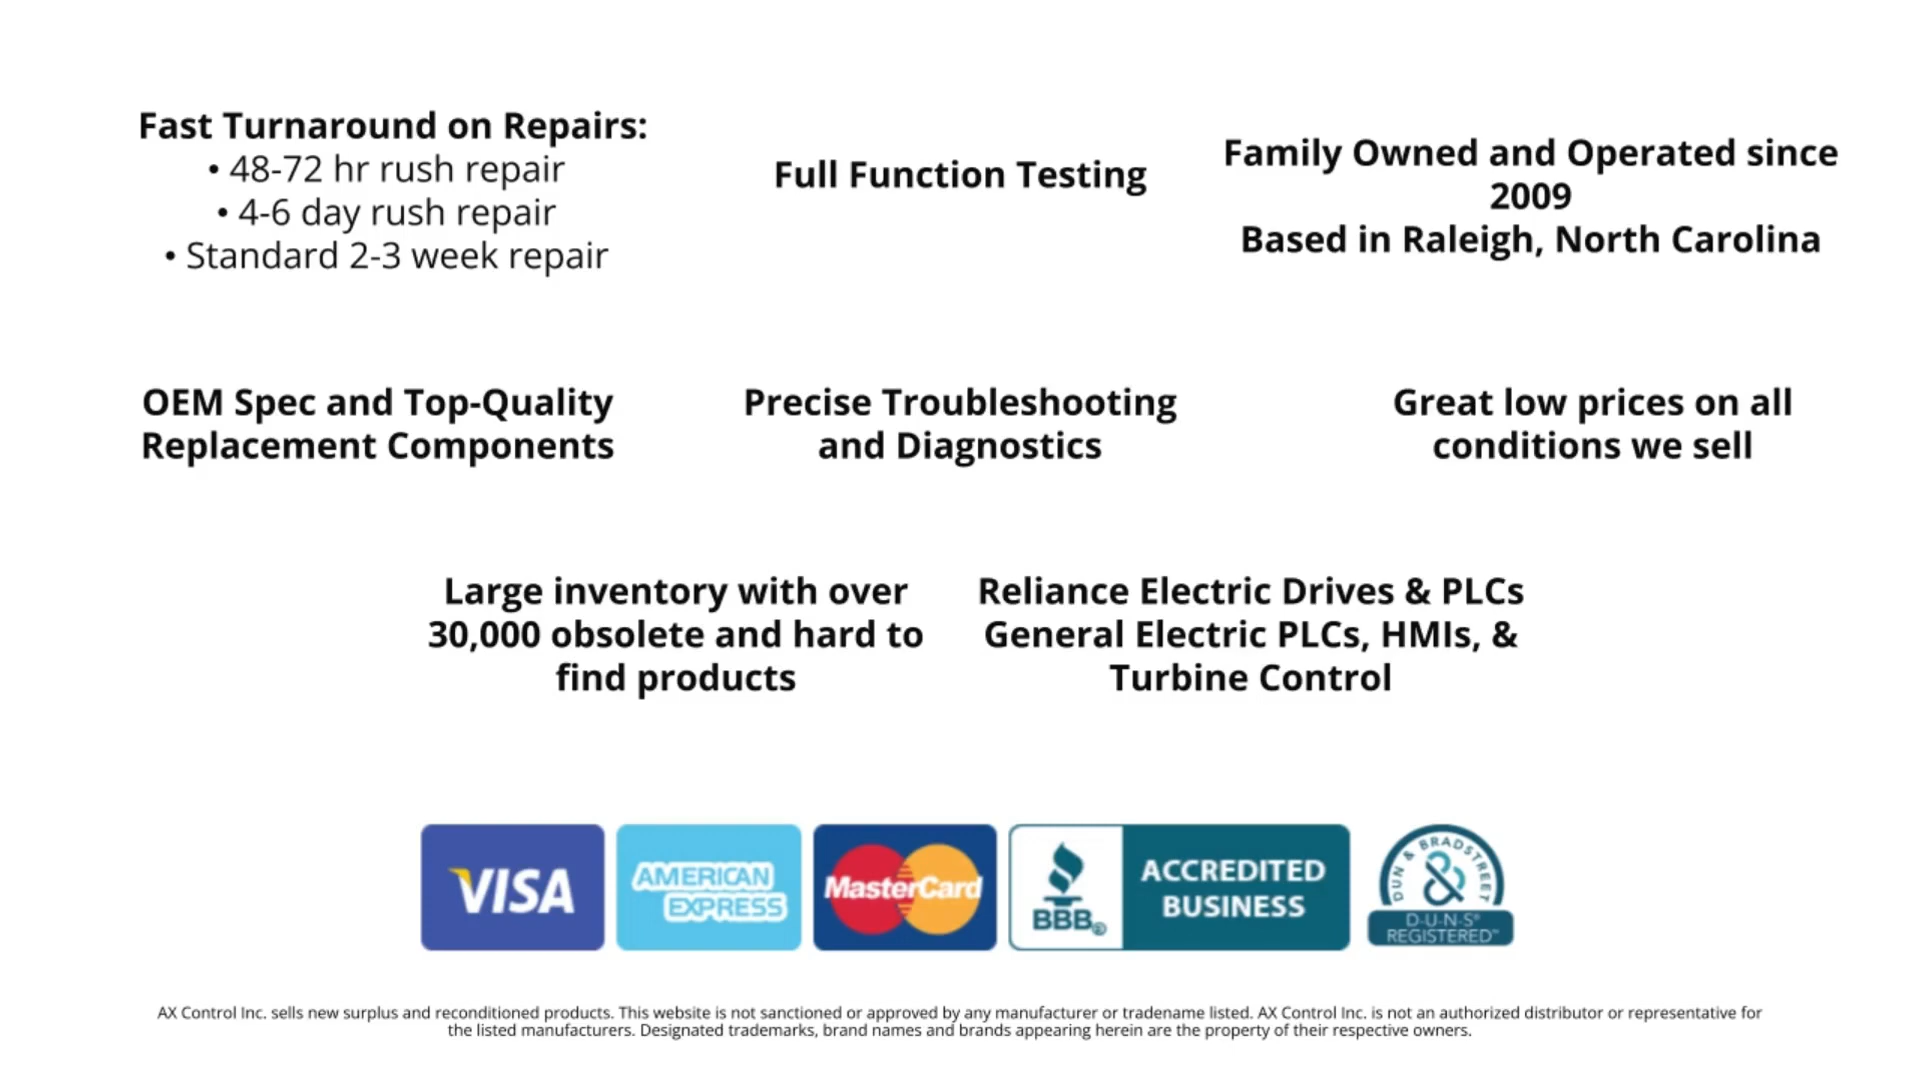 Fast Turnaround on Repairs:
• 48-72 hr rush repair
• 4-6 day rush repair
• Standard 2-3 week repair
Full Function Testing
Family Owned and Operated since
2009
Based in Raleigh, North Carolina
OEM Spec and Top-Quality
Replacement Components
Precise Troubleshooting
and Diagnostics
Great low prices on all
conditions we sell
Large inventory with over
30,000 obsolete and hard to
find products
Reliance Electric Drives & PLCs
General Electric PLCs, HMIs, &
Turbine Control
VISA
AMERICAN
EXPRESS
MasterCard
BBB®
ACCREDITED
BUSINESS
DUN & BRADSTREET
&
D-U-N-S®
REGISTERED™
AX Control Inc. sells new surplus and reconditioned products. This website is not sanctioned or approved by any manufacturer or tradename listed. AX Control Inc. is not an authorized distributor or representative for
the listed manufacturers. Designated trademarks, brand names and brands appearing herein are the property of their respective owners.